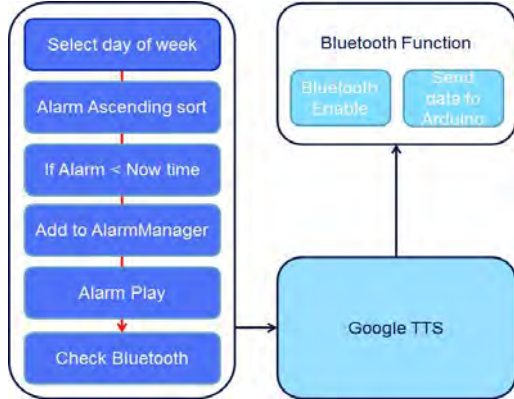 Select day of week
Alarm Ascending sort
If Alarm < Now time
Add to AlarmManager
Alarm Play
Check Bluetooth
Bluetooth Function
Bluetooth
Enable
Send
data to
Arduino
Google TTS